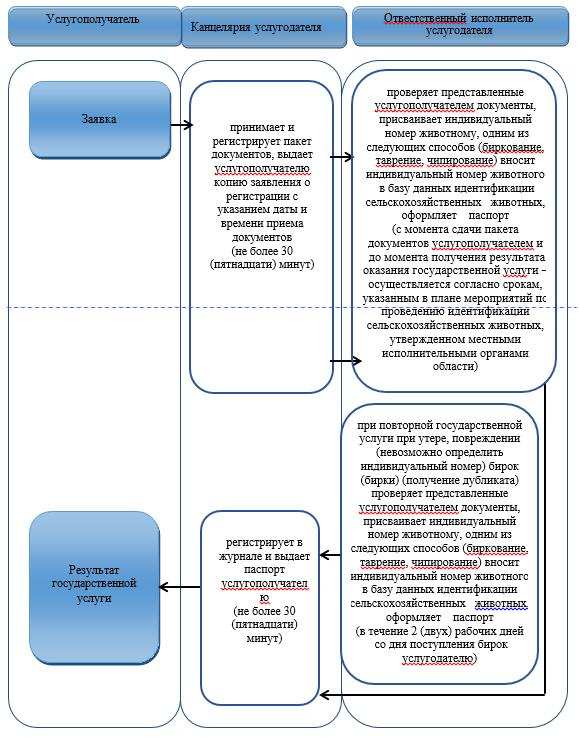 Услугополучатель
Канцелярия услугодателя
Ответственный исполнитель
услугодателя
Заявка
принимает и
регистрирует пакет
документов, выдает
услугополучателю
копию заявления о
регистрации с
указанием даты и
времени приема
документов
(не более 30
(пятнадцати) минут)
проверяет представленные
услугополучателем документы,
присваивает индивидуальный
номер животному, одним из
следующих способов (биркование,
таврение, чипирование) вносит
индивидуальный номер животного
в базу данных идентификации
сельскохозяйственных животных,
оформляет паспорт
(с момента сдачи пакета
документов услугополучателем и
до момента получения результата
оказания государственной услуги –
осуществляется согласно срокам,
указанным в плане мероприятий по
проведению идентификации
сельскохозяйственных животных,
утвержденном местными
исполнительными органами
области)
при повторной государственной
услуги при утере, повреждении
(невозможно определить
индивидуальный номер) бирок
(бирки) (получение дубликата)
проверяет представленные
услугополучателем документы,
присваивает индивидуальный
номер животному, одним из
следующих способов (биркование,
таврение, чипирование) вносит
индивидуальный номер животного
в базу данных идентификации
сельскохозяйственных животных
оформляет паспорт
(в течение 2 (двух) рабочих дней
со дня поступления бирок
услугодателю)
регистрирует в
журнале и выдает
паспорт
услугополучател
ю
(не более 30
(пятнадцати)
минут)
Результат
государственной
услуги